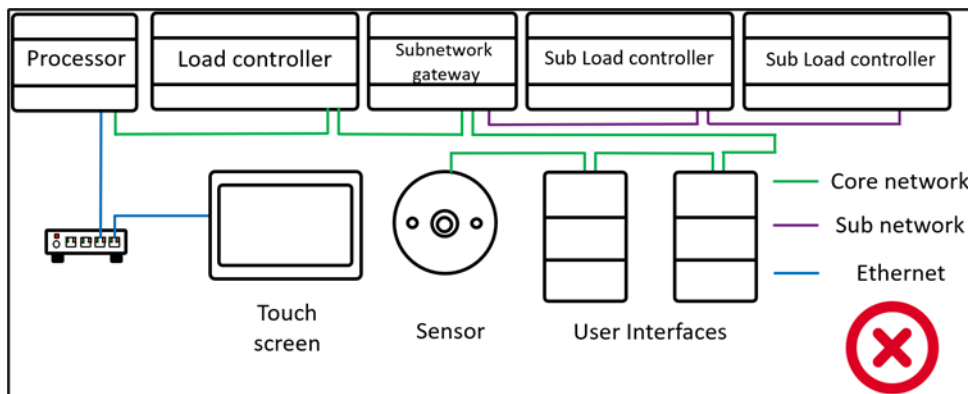 Processor
Load controller
Subnetwork
gateway
Sub Load controller
Sub Load controller
Core network
Sub network
Ethernet
Touch
screen
Sensor
User Interfaces